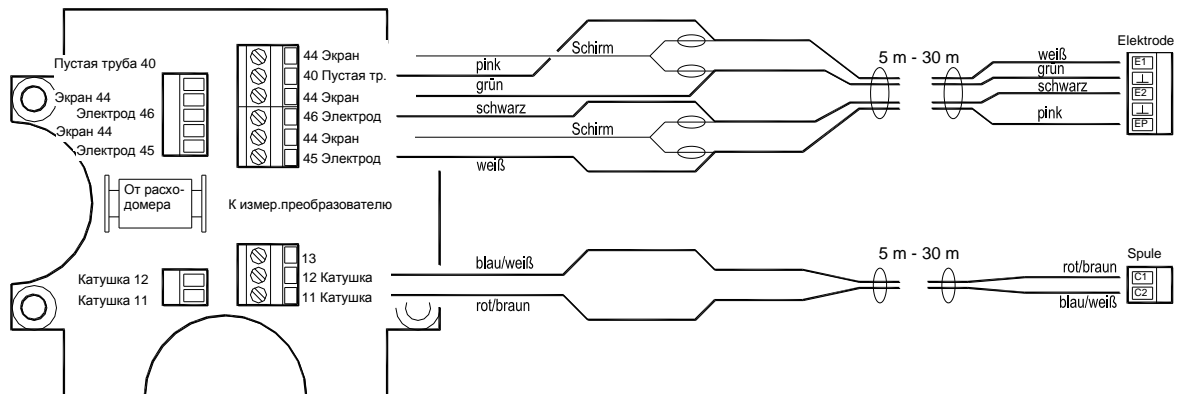 Пустая труба 40
Экран 44
Электрод 46
Экран 44
Электрод 45
44 Экран
40 Пустая тр.
44 Экран
46 Электрод
44 Экран
45 Электрод
Schirm
pink
grün
schwarz
Schirm
weiß
5 m - 30 m
weiß
grün
schwarz
pink
Elektrode
E1
E2
EP
От расхо-
домера
К измер.преобразователю
Катушка 12
Катушка 11
13
12 Катушка
11 Катушка
blau/weiß
rot/braun
5 m - 30 m
rot/braun
blau/weiß
Spule
C1
C2